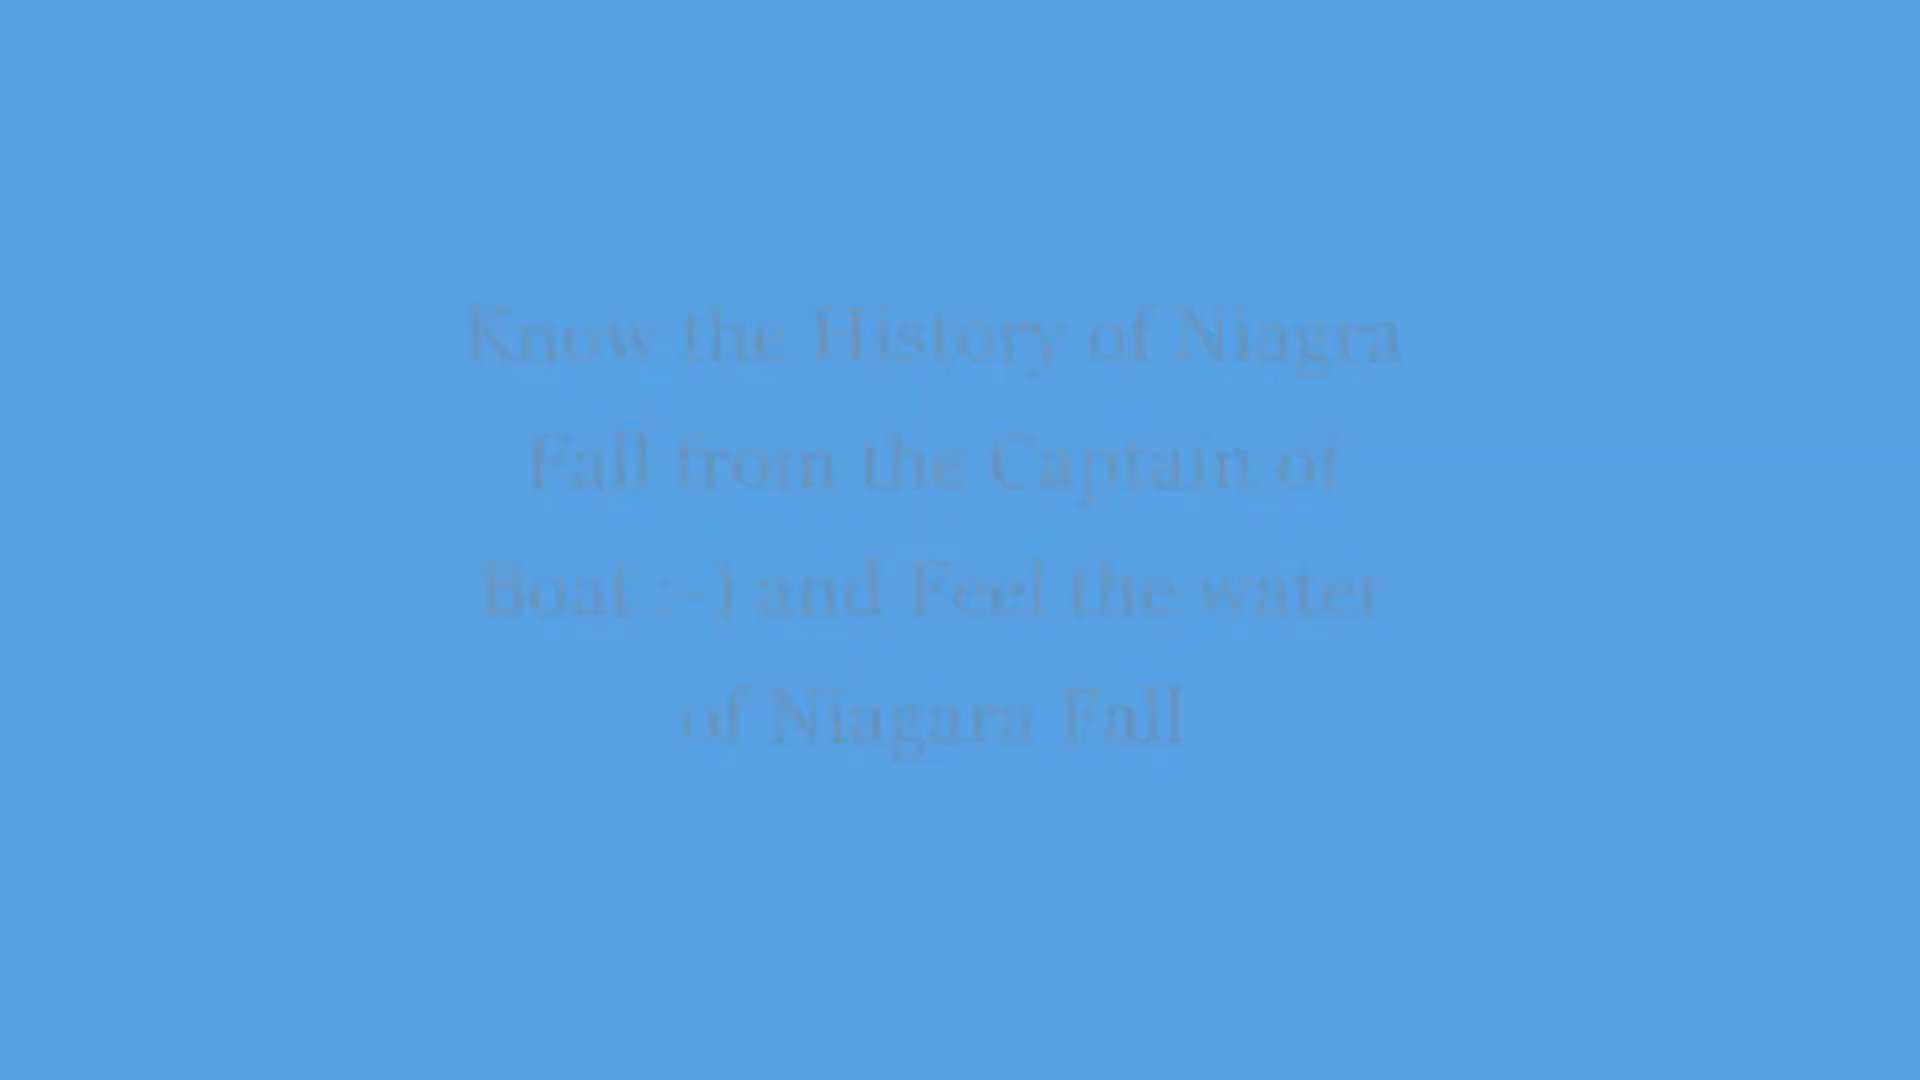 Know the History of Niagra
Fall from the Captain of
Boat :-) and Feel the water
of Niagara Fall